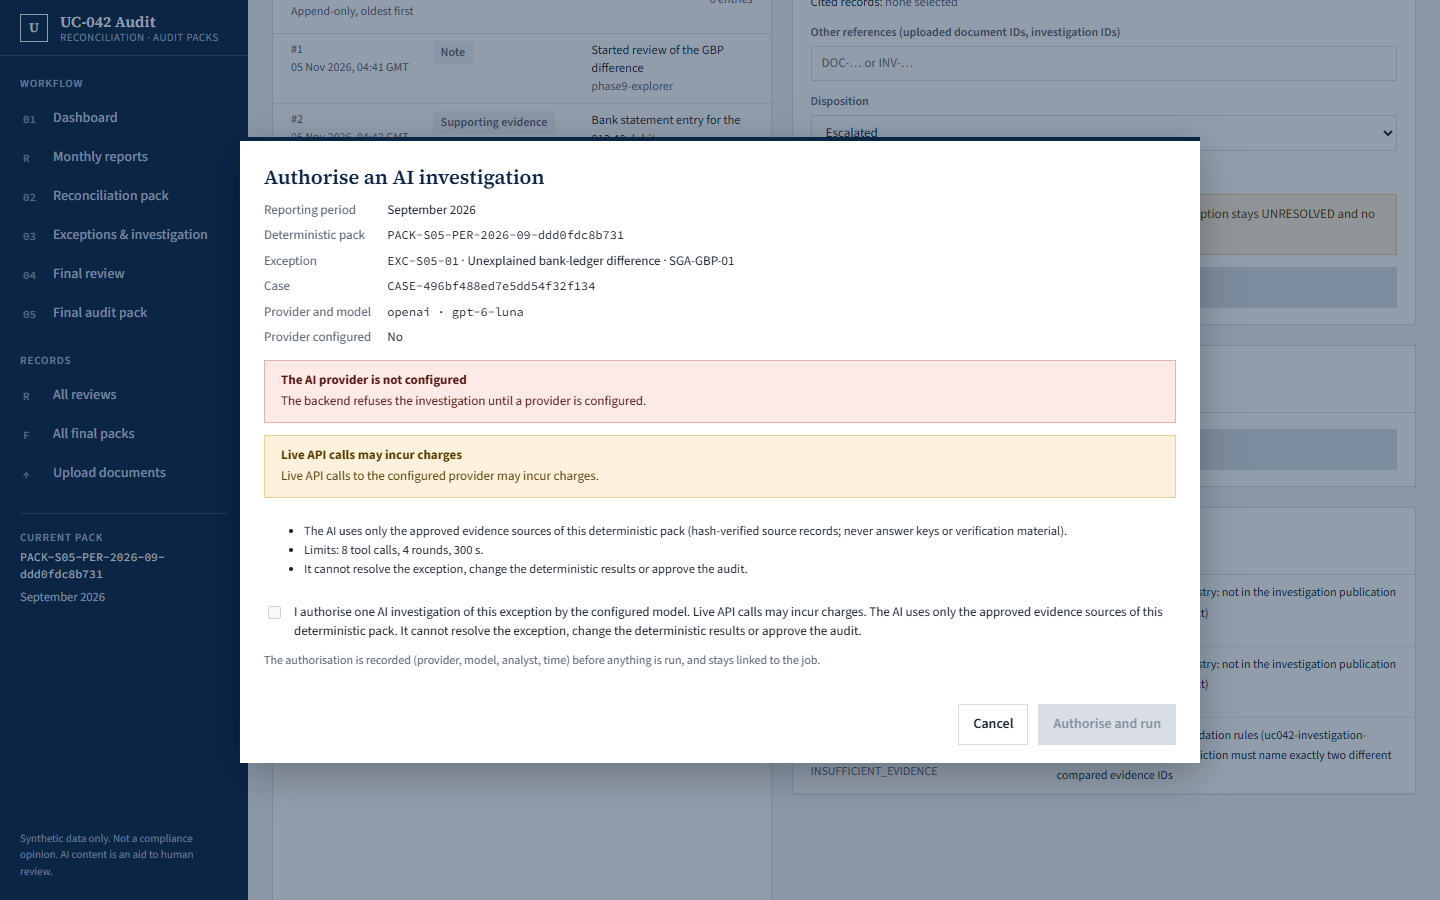 U
UC-042 Audit
RECONCILIATION · AUDIT PACKS
WORKFLOW
01 Dashboard
R Monthly reports
02 Reconciliation pack
03 Exceptions & investigation
04 Final review
05 Final audit pack
RECORDS
R All reviews
F All final packs
↑ Upload documents
CURRENT PACK
PACK-S05-PER-2026-09-
ddd0fdc8b731
September 2026
Synthetic data only. Not a compliance
opinion. AI content is an aid to human
review.
Append-only, oldest first
entries
#1
05 Nov 2026, 04:41 GMT
Note
Started review of the GBP
difference
phase9-explorer
#2
05 Nov 2026, 04:42 GMT
Supporting evidence
Bank statement entry for the
Cited records: none selected
Other references (uploaded document IDs, investigation IDs)
DOC-… or INV-…
Disposition
Escalated
ption stays UNRESOLVED and no
Authorise an AI investigation
Reporting period September 2026
Deterministic pack PACK-S05-PER-2026-09-ddd0fdc8b731
Exception EXC-S05-01 · Unexplained bank-ledger difference · SGA-GBP-01
Case CASE-496bf488ed7e5dd54f32f134
Provider and model openai · gpt-6-luna
Provider configured No
The AI provider is not configured
The backend refuses the investigation until a provider is configured.
Live API calls may incur charges
Live API calls to the configured provider may incur charges.
• The AI uses only the approved evidence sources of this deterministic pack (hash-verified source records; never answer keys or verification material).
• Limits: 8 tool calls, 4 rounds, 300 s.
• It cannot resolve the exception, change the deterministic results or approve the audit.
I authorise one AI investigation of this exception by the configured model. Live API calls may incur charges. The AI uses only the approved evidence sources of this
deterministic pack. It cannot resolve the exception, change the deterministic results or approve the audit.
The authorisation is recorded (provider, model, analyst, time) before anything is run, and stays linked to the job.
Cancel
Authorise and run
stry: not in the investigation publication
t)
stry: not in the investigation publication
t)
dation rules (uc042-investigation-
iction must name exactly two different
compared evidence IDs
INSUFFICIENT_EVIDENCE